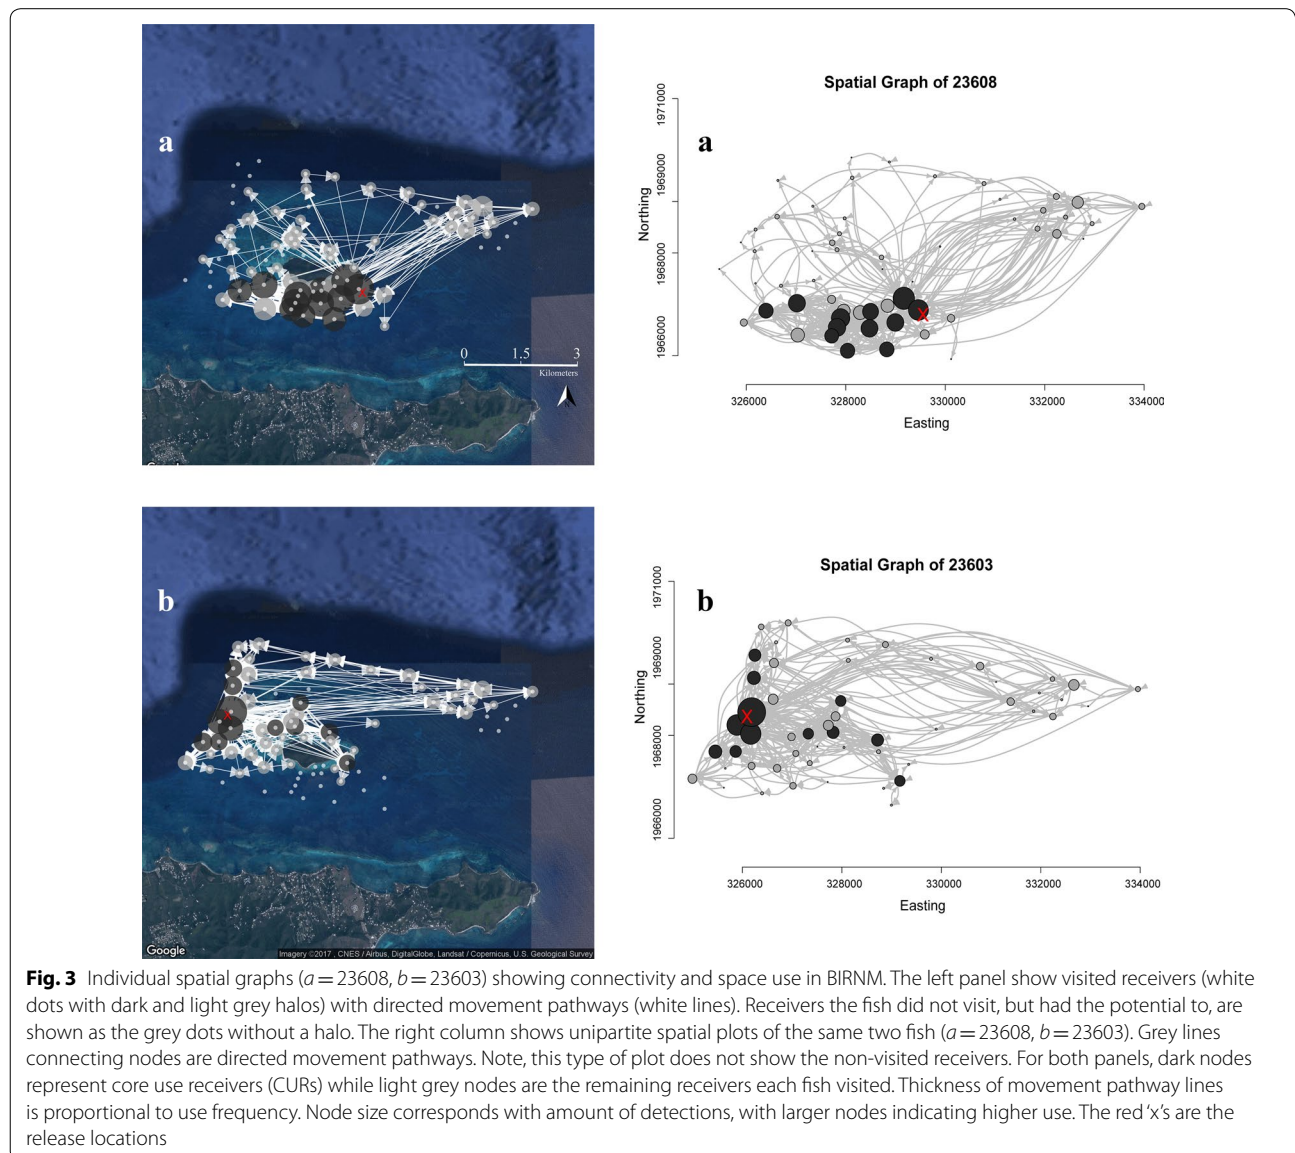 a
0 1.5 3
Kilometers
N
Spatial Graph of 23608
a
Northing
1971000
1969000
1968000
1966000
326000 328000 330000 332000 334000
Easting
b
Google
Imagery ©2017 , CNES / Airbus, DigitalGlobe, Landsat / Copernicus, U.S. Geological Survey
Spatial Graph of 23603
b
Northing
1971000
1969000
1968000
1966000
326000 328000 330000 332000 334000
Easting
Fig. 3 Individual spatial graphs (a = 23608, b = 23603) showing connectivity and space use in BIRNM. The left panel show visited receivers (white
dots with dark and light grey halos) with directed movement pathways (white lines). Receivers the fish did not visit, but had the potential to, are
shown as the grey dots without a halo. The right column shows unipartite spatial plots of the same two fish (a = 23608, b = 23603). Grey lines
connecting nodes are directed movement pathways. Note, this type of plot does not show the non-visited receivers. For both panels, dark nodes
represent core use receivers (CURs) while light grey nodes are the remaining receivers each fish visited. Thickness of movement pathway lines
is proportional to use frequency. Node size corresponds with amount of detections, with larger nodes indicating higher use. The red ‘x’s are the
release locations